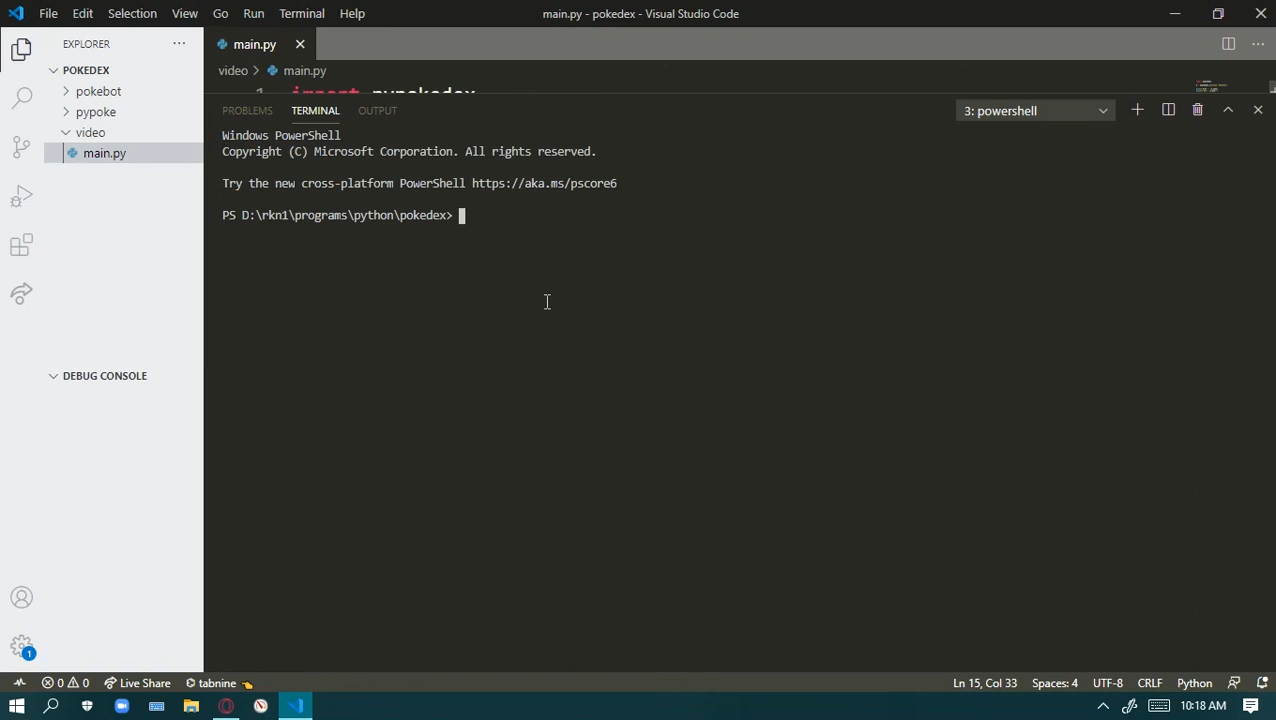 File Edit Selection View Go Run Terminal Help main.py - pokedex - Visual Studio Code
EXPLORER
main.py
POKEDEX
video main.py
pokebot
1 import pypokedex
pypoke
PROBLEMS TERMINAL OUTPUT 3: powershell
video
Windows PowerShell
main.py
Copyright (C) Microsoft Corporation. All rights reserved.
Try the new cross-platform PowerShell https://aka.ms/pscore6
PS D:\rkn1\programs\python\pokedex>
DEBUG CONSOLE
1
0 0 Live Share tabnine Ln 15, Col 33 Spaces: 4 UTF-8 CRLF Python
10:18 AM